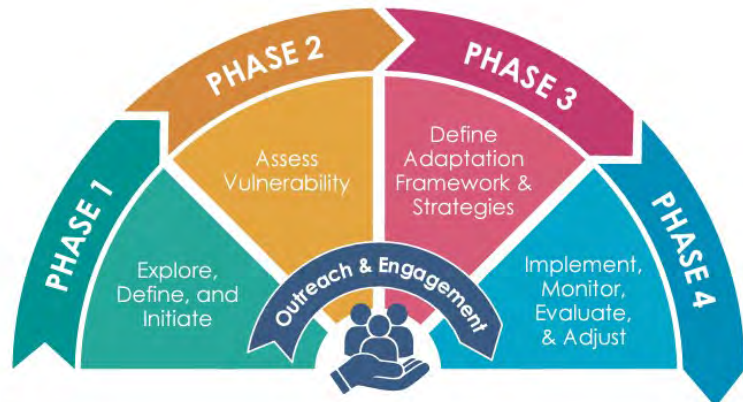 PHASE 1
Explore,
Define, and
Initiate
PHASE 2
Assess
Vulnerability
PHASE 3
Define
Adaptation
Framework &
Strategies
PHASE 4
Implement,
Monitor,
Evaluate,
& Adjust
Outreach & Engagement